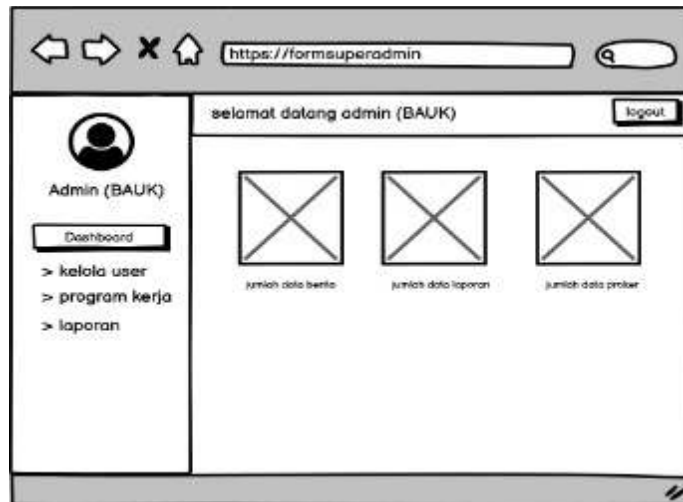 https://formsuperadmin
selamat datang admin (BAUK)
logout
Admin (BAUK)
Dashboard
> kelola user
> program kerja
> laporan
jumlah data berita
jumlah data laporan
jumlah data proker